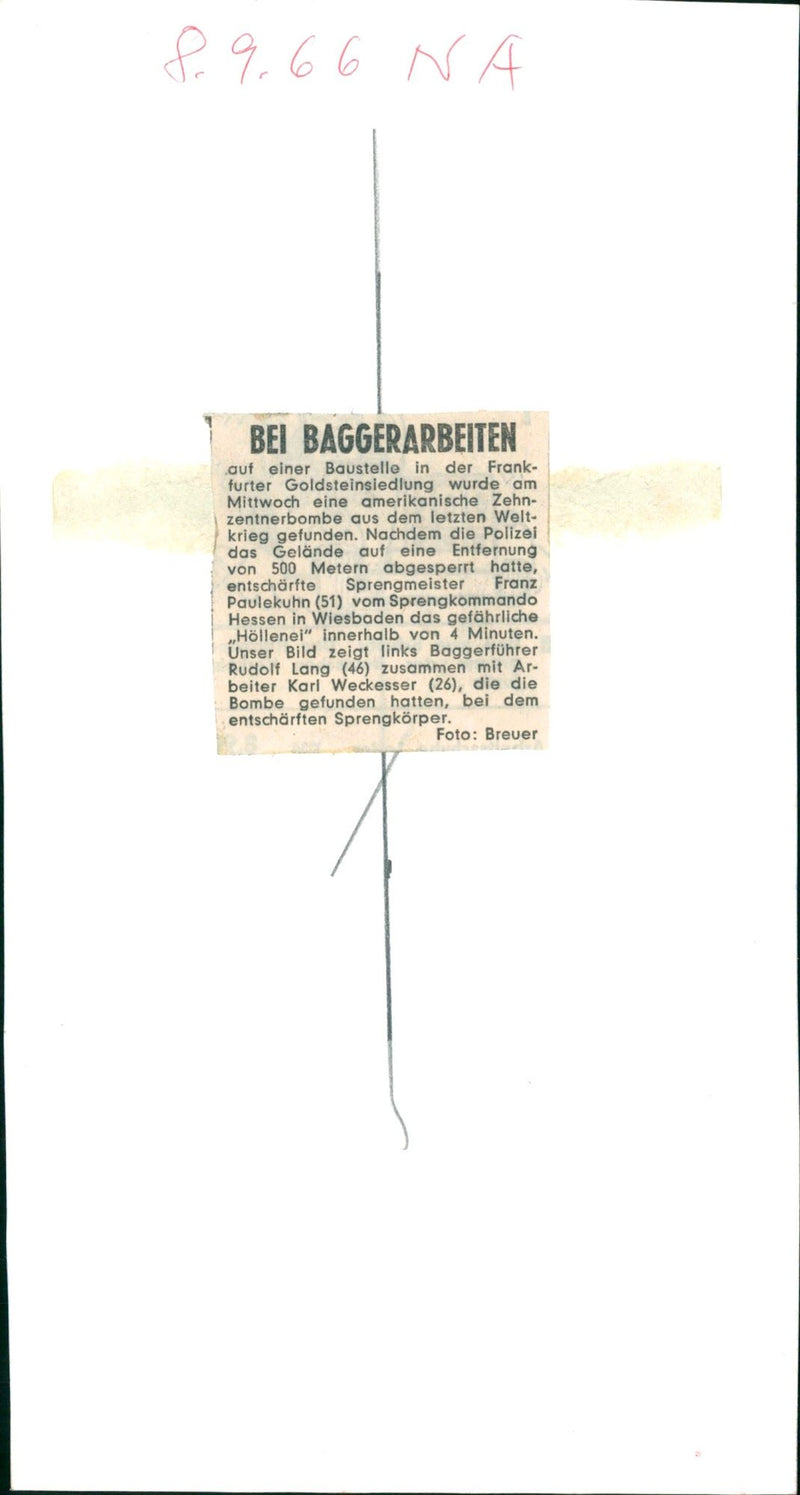 8.9.66 NA
BEI BAGGERARBEITEN
auf einer Baustelle in der Frank-
furter Goldsteinsiedlung wurde am
Mittwoch eine amerikanische Zehn-
zentnerbombe aus dem letzten Welt-
krieg gefunden. Nachdem die Polizei
das Gelände auf eine Entfernung
von 500 Metern abgesperrt hatte,
entschärfte Sprengmeister Franz
Paulekuhn (51) vom Sprengkommando
Hessen in Wiesbaden das gefährliche
„Höllenei" innerhalb von 4 Minuten.
Unser Bild zeigt links Baggerführer
Rudolf Lang (46) zusammen mit Ar-
beiter Karl Weckesser (26), die die
Bombe gefunden hatten, bei dem
entschärften Sprengkörper.
Foto: Breuer